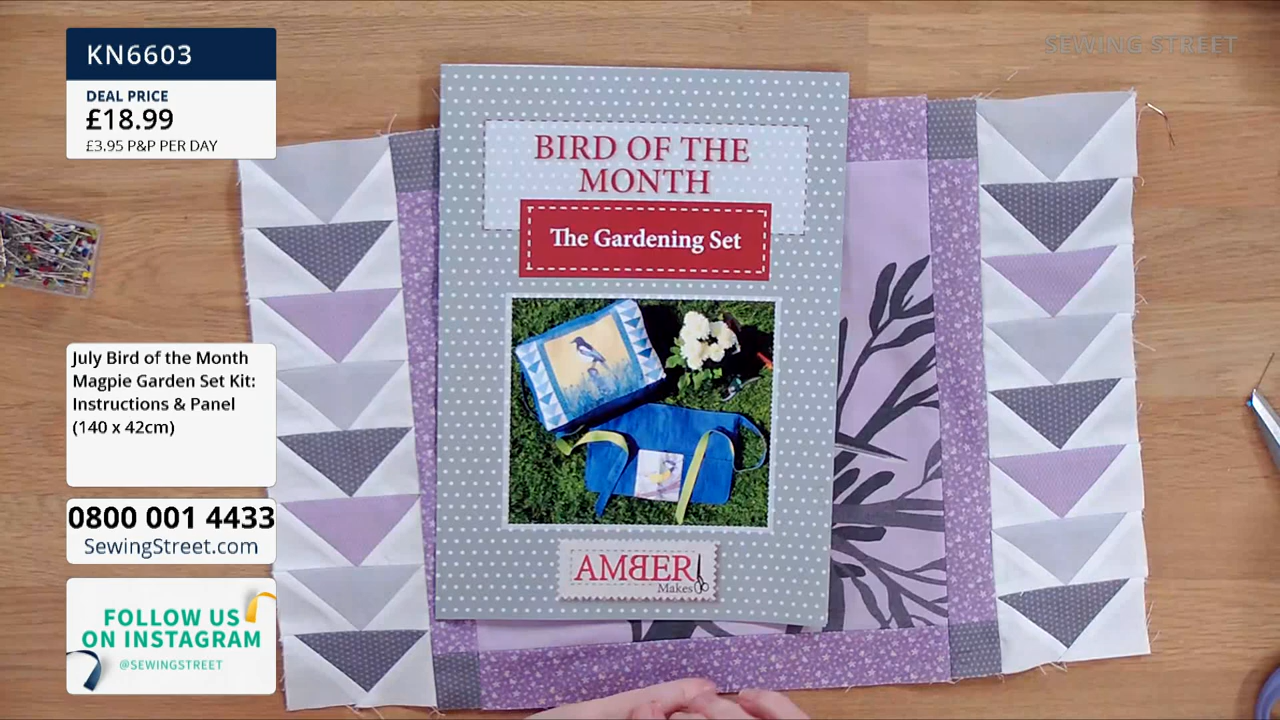 KN6603
DEAL PRICE
£18.99
£3.95 P&P PER DAY
July Bird of the Month
Magpie Garden Set Kit:
Instructions & Panel
(140 x 42cm)
0800 001 4433
SewingStreet.com
FOLLOW US
ON INSTAGRAM
@SEWINGSTREET
SEWING STREET
BIRD OF THE
MONTH
The Gardening Set
AMBER
Makes